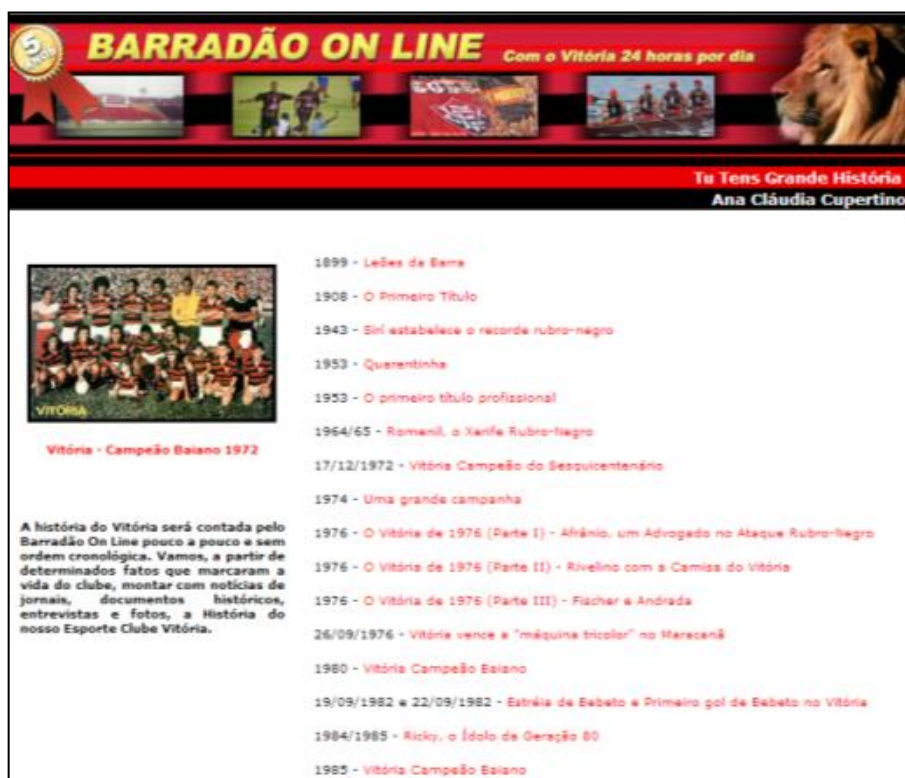 5
ANOS
BARRADÃO ON LINE
Com o Vitória 24 horas por dia
Tu Tens Grande História
Ana Cláudia Cupertino
VITÓRIA
Vitória - Campeão Baiano 1972
A história do Vitória será contada pelo
Barradão On Line pouco a pouco e sem
ordem cronológica. Vamos, a partir de
determinados fatos que marcaram a
vida do clube, montar com notícias de
jornais, documentos históricos,
entrevistas e fotos, a História do
nosso Esporte Clube Vitória.
1899 - Leões da Barra
1908 - O Primeiro Título
1943 - Siri estabelece o recorde rubro-negro
1953 - Quarentinha
1953 - O primeiro título profissional
1964/65 - Romenil, o Xerife Rubro-Negro
17/12/1972 - Vitória Campeão do Sesquicentenário
1974 - Uma grande campanha
1976 - O Vitória de 1976 (Parte I) - Afrânio, um Advogado no Ataque Rubro-Negro
1976 - O Vitória de 1976 (Parte II) - Rivelino com a Camisa do Vitória
1976 - O Vitória de 1976 (Parte III) - Fischer e Andrada
26/09/1976 - Vitória vence a "máquina tricolor" no Maracanã
1980 - Vitória Campeão Baiano
19/09/1982 e 22/09/1982 - Estréia de Bebeto e Primeiro gol de Bebeto no Vitória
1984/1985 - Ricky, o Ídolo da Geração 80
1985 - Vitória Campeão Baiano